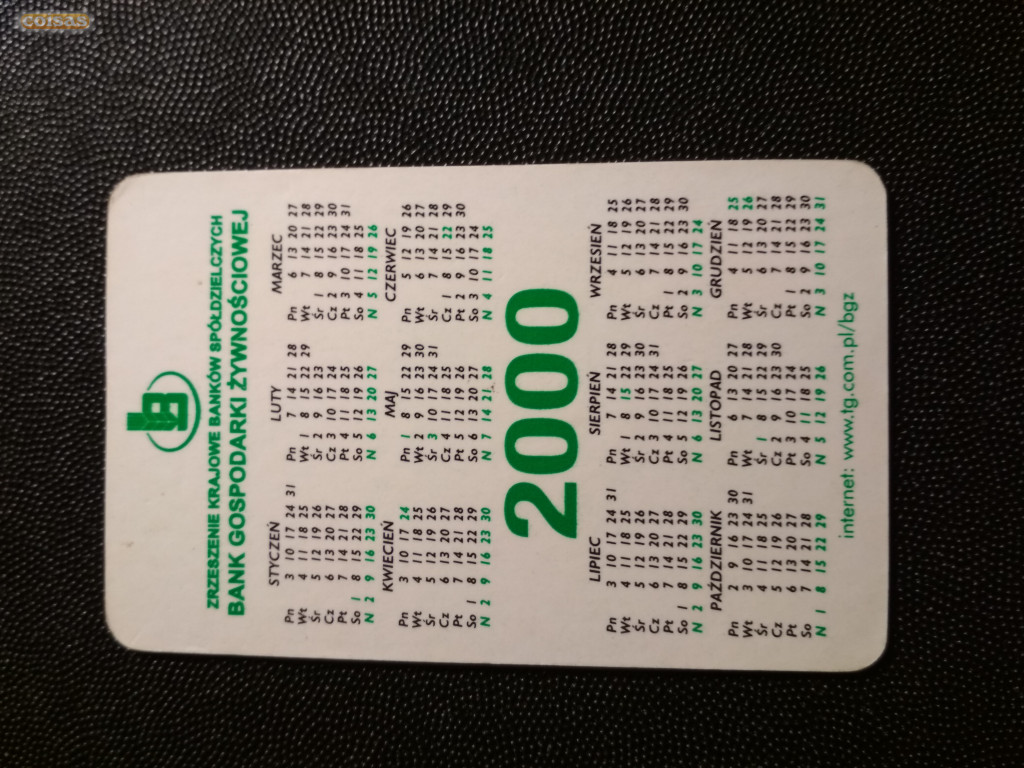 coisas
ZRZESZENIE KRAJOWE BANKÓW SPÓŁDZIELCZYCH
BANK GOSPODARKI ŻYWNOŚCIOWEJ
STYCZEŃ LUTY MARZEC
Pn 3 10 17 24 31 Pn 7 14 21 28 Pn 6 13 20 27
Wt 4 11 18 25 Wt 1 8 15 22 29 Wt 7 14 21 28
Śr 5 12 19 26 Śr 2 9 16 23 Śr 1 8 15 22 29
Cz 6 13 20 27 Cz 3 10 17 24 Cz 2 9 16 23 30
Pt 7 14 21 28 Pt 4 11 18 25 Pt 3 10 17 24 31
So 1 8 15 22 29 So 5 12 19 26 So 4 11 18 25
N 2 9 16 23 30 N 6 13 20 27 N 5 12 19 26
KWIECIEŃ MAJ CZERWIEC
Pn 3 10 17 24 Pn 1 8 15 22 29 Pn 5 12 19 26
Wt 4 11 18 25 Wt 2 9 16 23 30 Wt 6 13 20 27
Śr 5 12 19 26 Śr 3 10 17 24 31 Śr 7 14 21 28
Cz 6 13 20 27 Cz 4 11 18 25 Cz 1 8 15 22 29
Pt 7 14 21 28 Pt 5 12 19 26 Pt 2 9 16 23 30
So 1 8 15 22 29 So 6 13 20 27 So 3 10 17 24
N 2 9 16 23 30 N 7 14 21 28 N 4 11 18 25
2000
LIPIEC SIERPIEŃ WRZESIEŃ
Pn 3 10 17 24 31 Pn 7 14 21 28 Pn 4 11 18 25
Wt 4 11 18 25 Wt 1 8 15 22 29 Wt 5 12 19 26
Śr 5 12 19 26 Śr 2 9 16 23 30 Śr 6 13 20 27
Cz 6 13 20 27 Cz 3 10 17 24 31 Cz 7 14 21 28
Pt 7 14 21 28 Pt 4 11 18 25 Pt 1 8 15 22 29
So 1 8 15 22 29 So 5 12 19 26 So 2 9 16 23 30
N 2 9 16 23 30 N 6 13 20 27 N 3 10 17 24
PAŹDZIERNIK LISTOPAD GRUDZIEŃ
Pn 2 9 16 23 30 Pn 6 13 20 27 Pn 4 11 18 25
Wt 3 10 17 24 31 Wt 7 14 21 28 Wt 5 12 19 26
Śr 4 11 18 25 Śr 1 8 15 22 29 Śr 6 13 20 27
Cz 5 12 19 26 Cz 2 9 16 23 30 Cz 7 14 21 28
Pt 6 13 20 27 Pt 3 10 17 24 Pt 1 8 15 22 29
So 7 14 21 28 So 4 11 18 25 So 2 9 16 23 30
N 1 8 15 22 29 N 5 12 19 26 N 3 10 17 24 31
internet: www.tg.com.pl/bgz